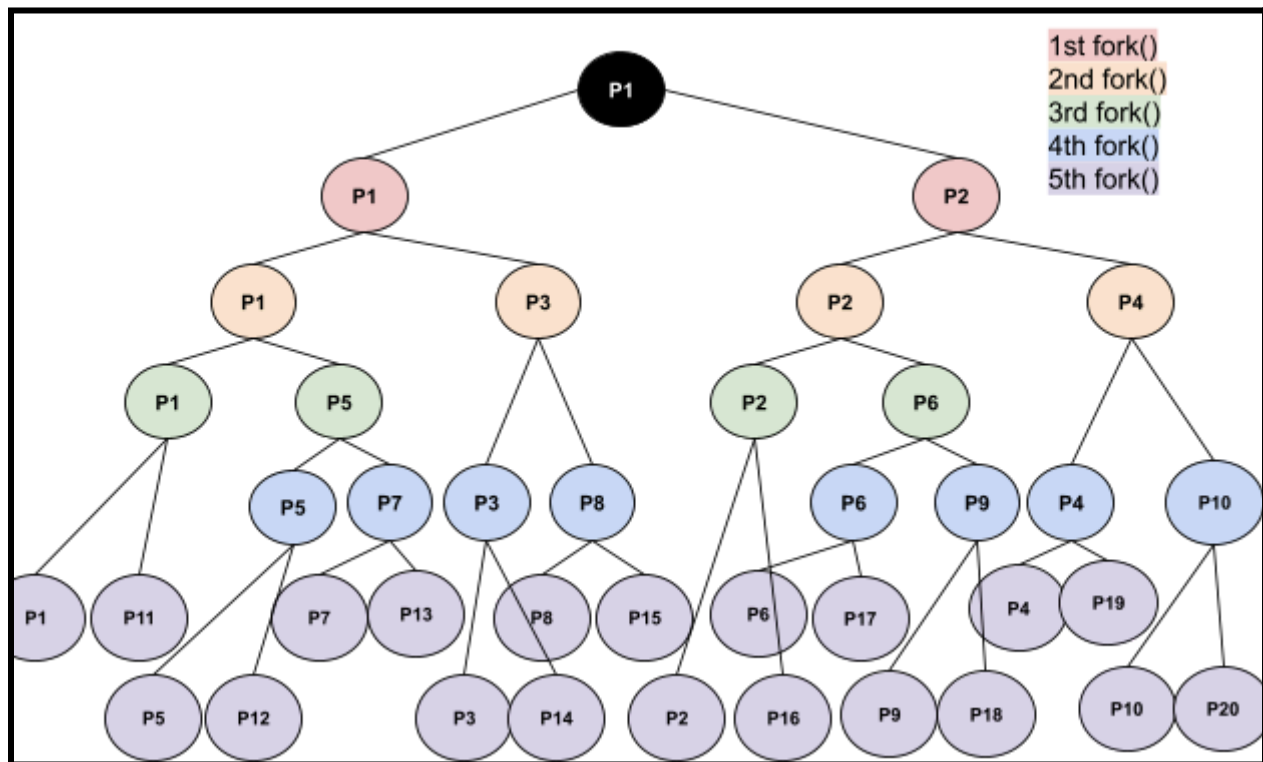 P1
1st fork()
2nd fork()
3rd fork()
4th fork()
5th fork()
P1
P2
P1
P3
P2
P4
P1
P5
P2
P6
P5
P7
P3
P8
P6
P9
P4
P10
P1
P11
P7
P13
P8
P15
P6
P17
P4
P19
P5
P12
P3
P14
P2
P16
P9
P18
P10
P20